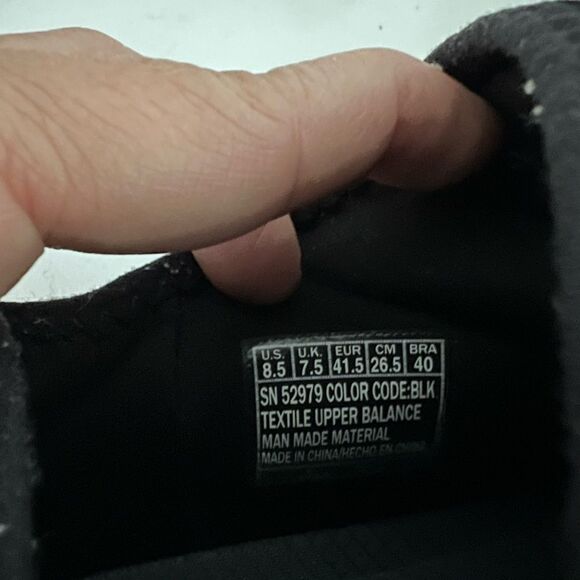 U.S. U.K. EUR CM BRA
8.5 7.5 41.5 26.5 40
SN 52979 COLOR CODE:BLK
TEXTILE UPPER BALANCE
MAN MADE MATERIAL
MADE IN CHINA/HECHO EN CHINA